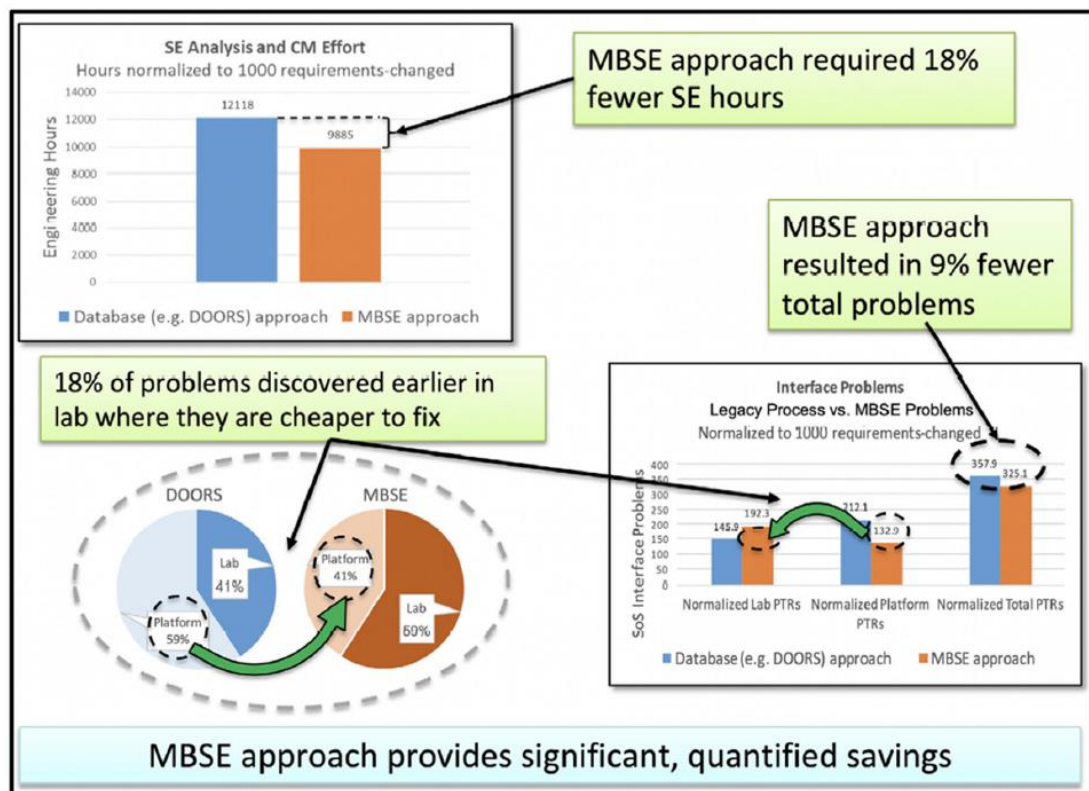 SE Analysis and CM Effort
Hours normalized to 1000 requirements-changed
14000
12000
10000
8000
6000
4000
2000
0
Engineering Hours
12118
9885
Database (e.g. DOORS) approach
MBSE approach
MBSE approach required 18%
fewer SE hours
MBSE approach
resulted in 9% fewer
total problems
18% of problems discovered earlier in
lab where they are cheaper to fix
DOORS
Lab
41%
Platform
59%
MBSE
Platform
41%
Lab
59%
Interface Problems
Legacy Process vs. MBSE Problems
Normalized to 1000 requirements-changed
400
350
300
250
200
150
100
50
0
SoS Interface Problems
145.9
192.3
212.1
132.9
357.9
325.1
Normalized Lab PTRs
Normalized Platform
PTRs
Normalized Total PTRs
Database (e.g. DOORS) approach
MBSE approach
MBSE approach provides significant, quantified savings